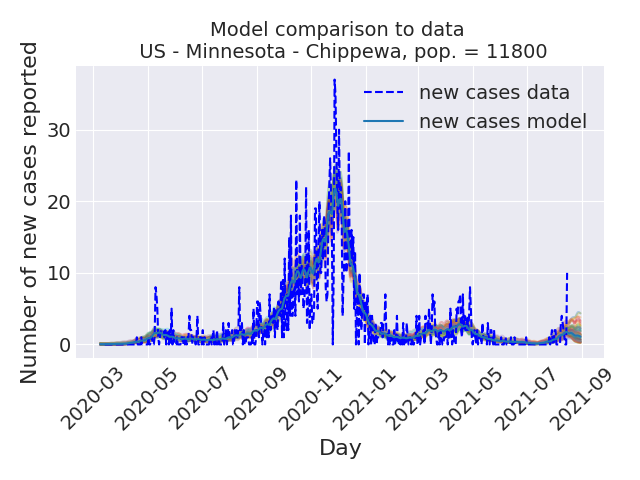 Model comparison to data
US - Minnesota - Chippewa, pop. = 11800
Number of new cases reported
30
20
10
0
new cases data
new cases model
2020-03
2020-05
2020-07
2020-09
2020-11
2021-01
2021-03
2021-05
2021-07
2021-09
Day